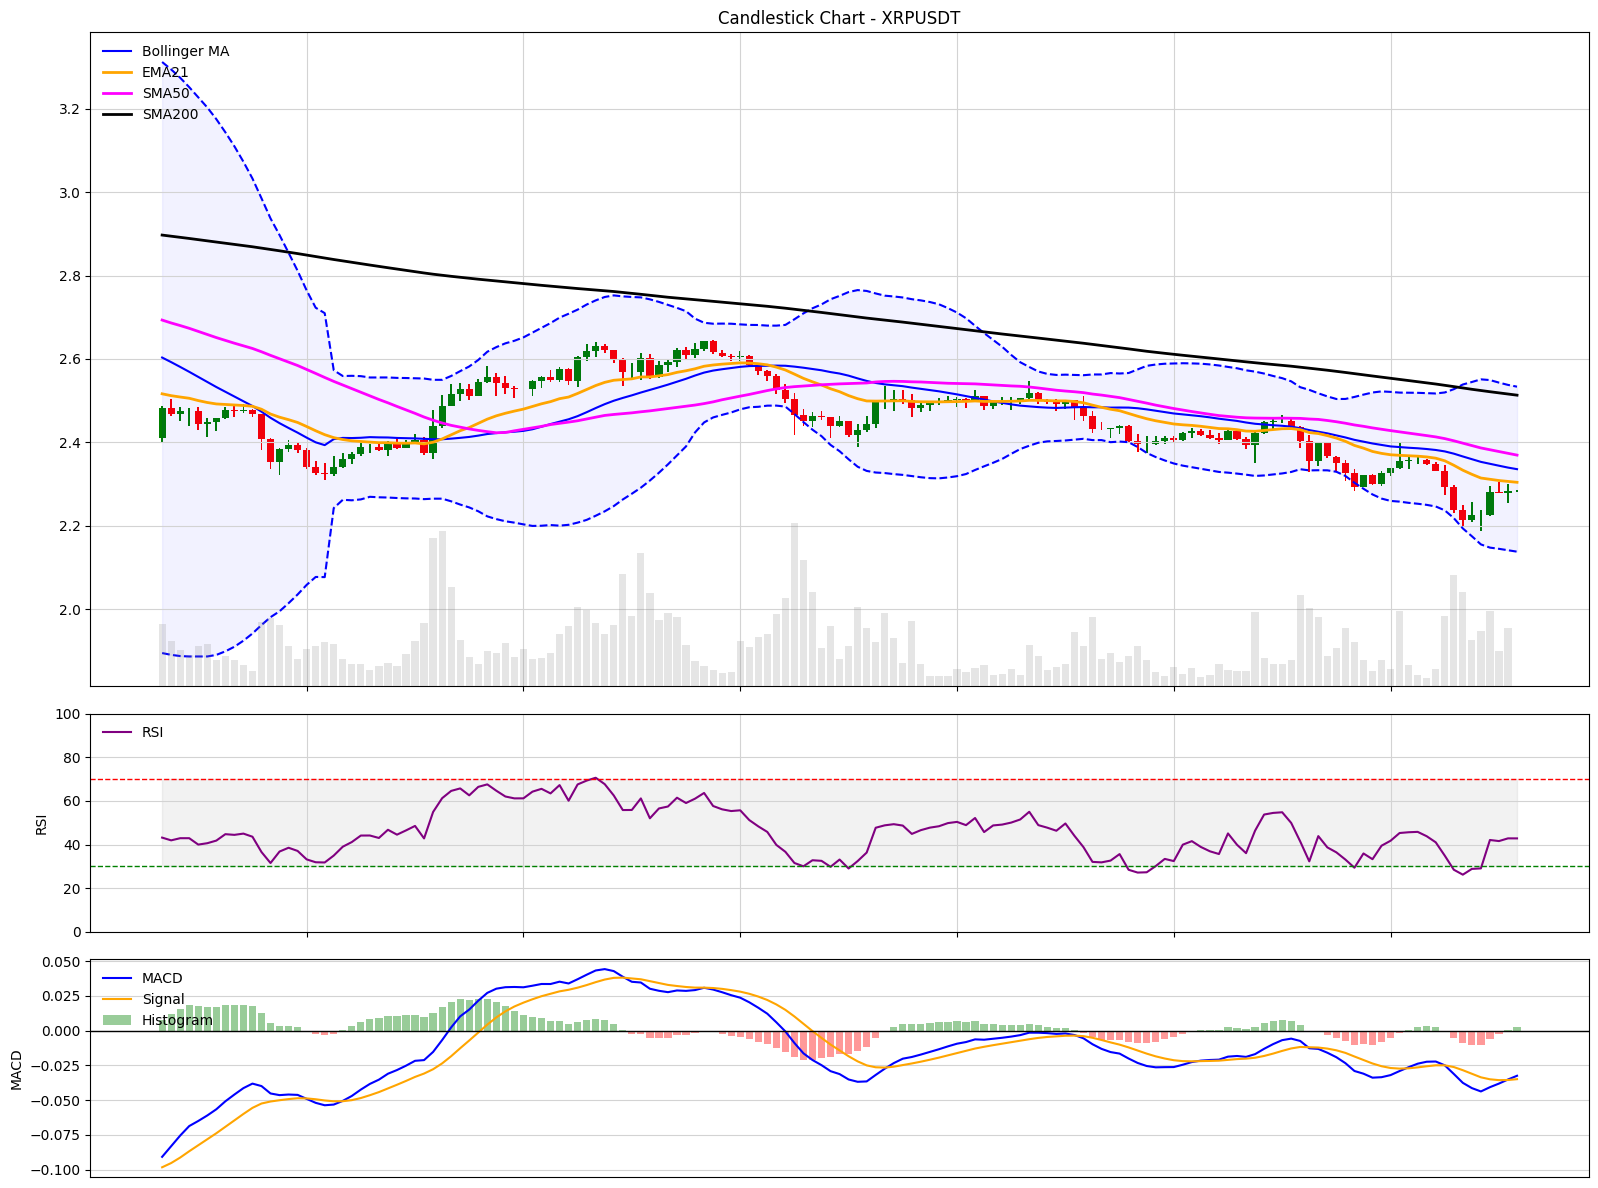 Candlestick Chart - XRPUSDT
Bollinger MA
EMA21
SMA50
SMA200
3.2
3.0
2.8
2.6
2.4
2.2
2.0
100
80
60
40
20
0
RSI
RSI
0.050
0.025
0.000
−0.025
−0.050
−0.075
−0.100
MACD
MACD
Signal
Histogram